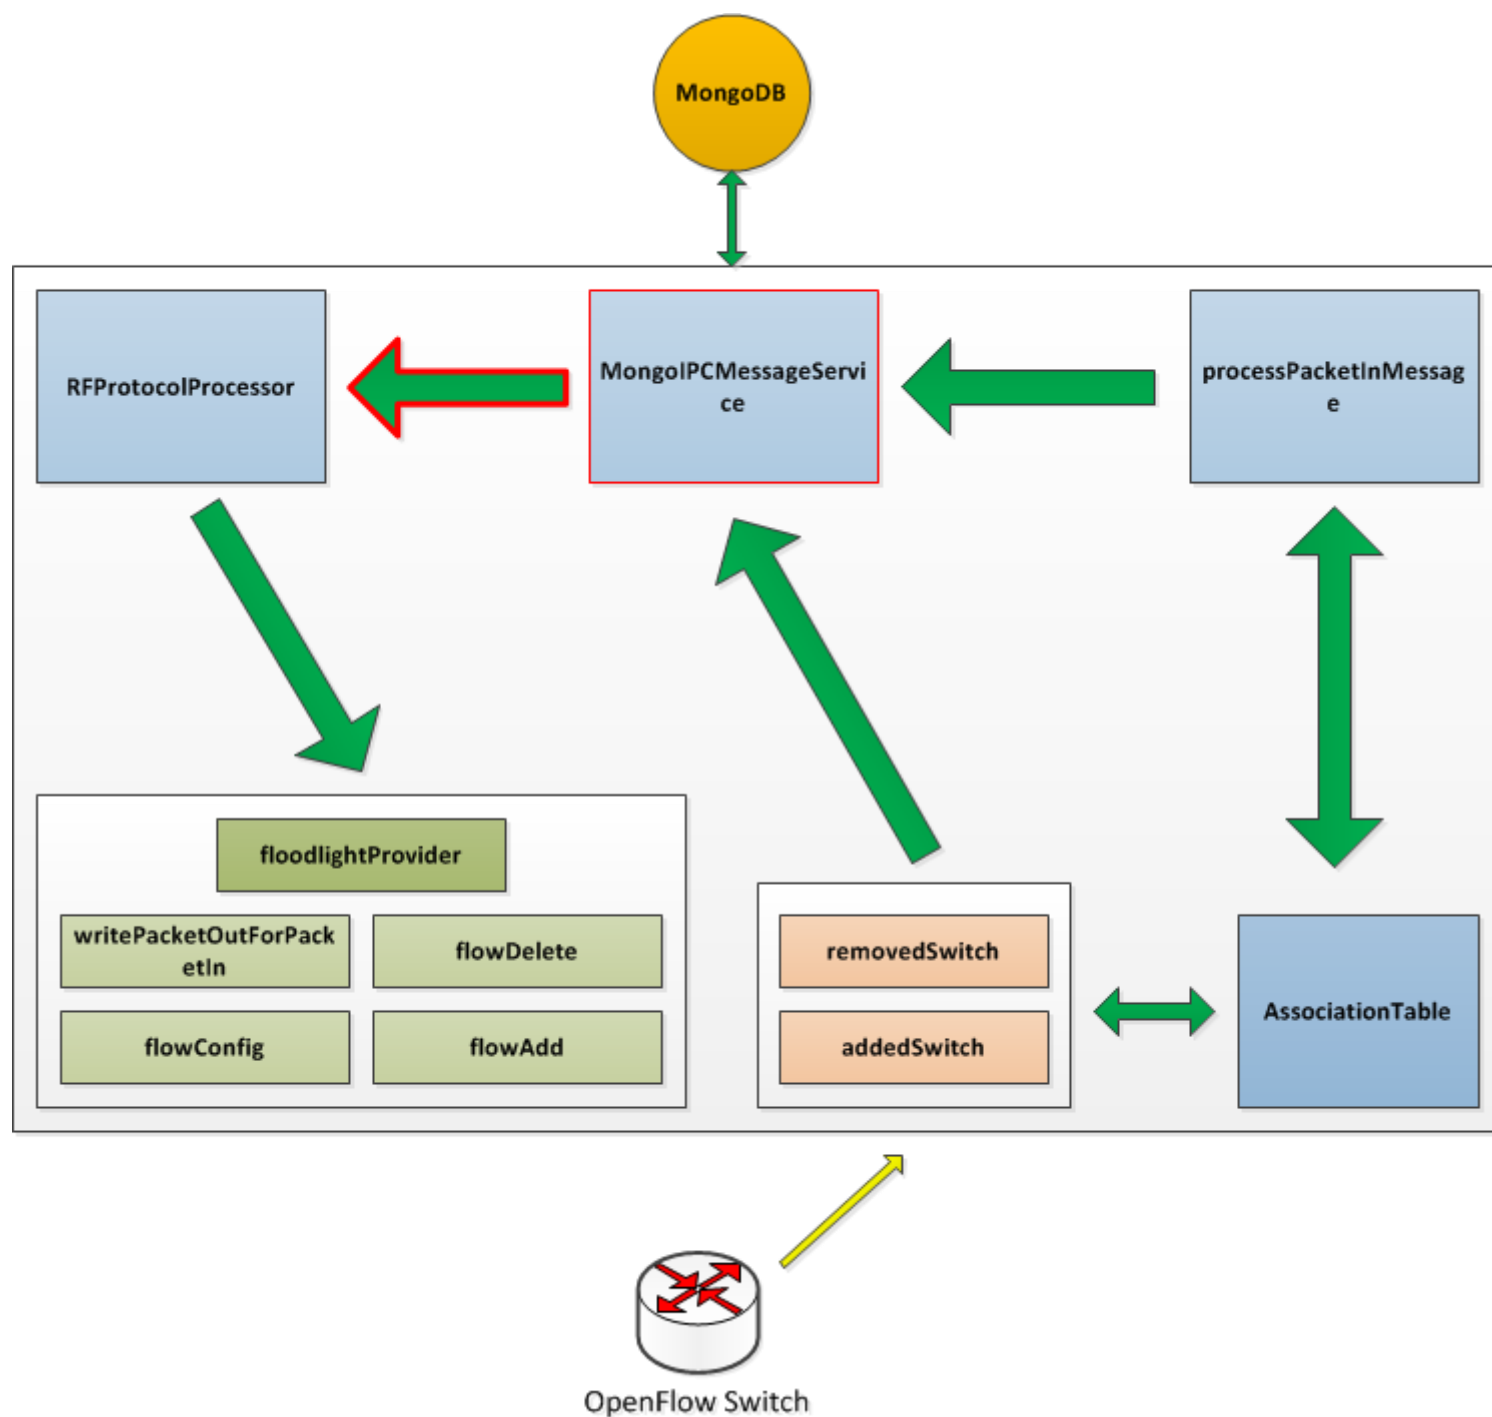 MongoDB
RFProtocolProcessor
MongoIPCMessageServi
ce
processPacketInMessag
e
floodlightProvider
writePacketOutForPack
etIn
flowDelete
flowConfig
flowAdd
removedSwitch
addedSwitch
AssociationTable
OpenFlow Switch